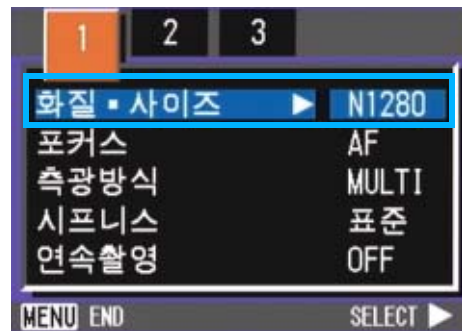 1 2 3
화질▪사이즈 ▶ N1280
포커스 AF
측광방식 MULTI
시프니스 표준
연속촬영 OFF
MENU END SELECT ▶